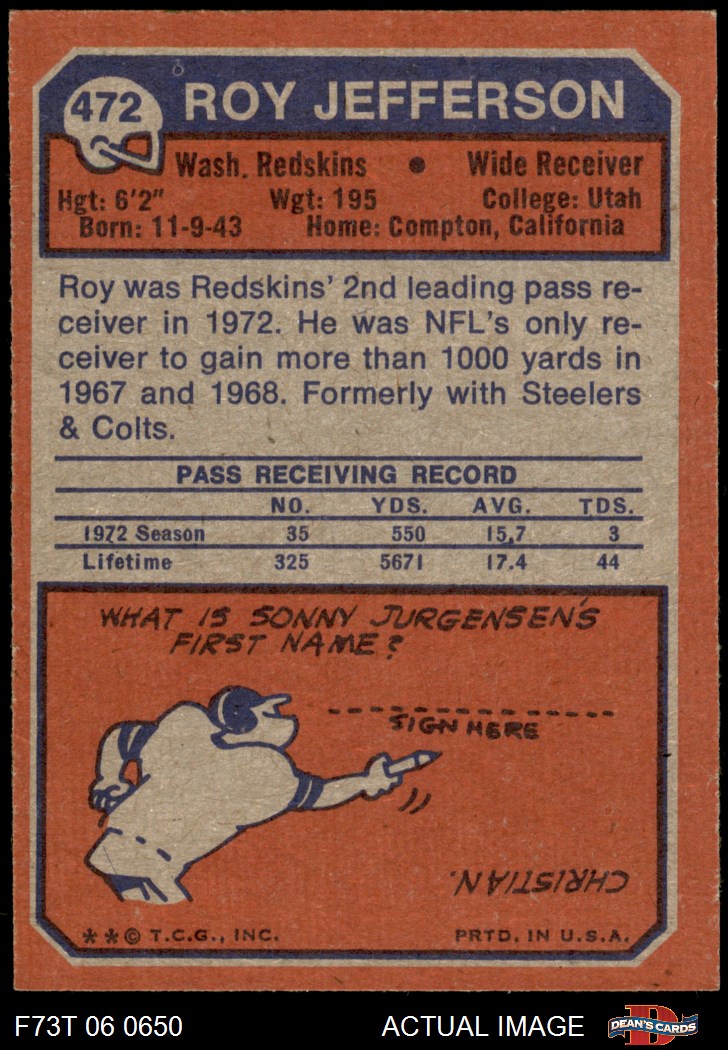 472 ROY JEFFERSON
Wash. Redskins • Wide Receiver
Hgt: 6'2" Wgt: 195 College: Utah
Born: 11-9-43 Home: Compton, California
Roy was Redskins' 2nd leading pass re-
ceiver in 1972. He was NFL's only re-
ceiver to gain more than 1000 yards in
1967 and 1968. Formerly with Steelers
& Colts.
PASS RECEIVING RECORD
NO. YDS. AVG. TDS.
1972 Season 35 550 15.7 3
Lifetime 325 5671 17.4 44
WHAT IS SONNY JURGENSEN'S
FIRST NAME?
SIGN HERE
CHRISTIAN.
**© T.C.G., INC. PRTD. IN U.S.A.
F73T 06 0650 ACTUAL IMAGE D DEAN'S CARDS